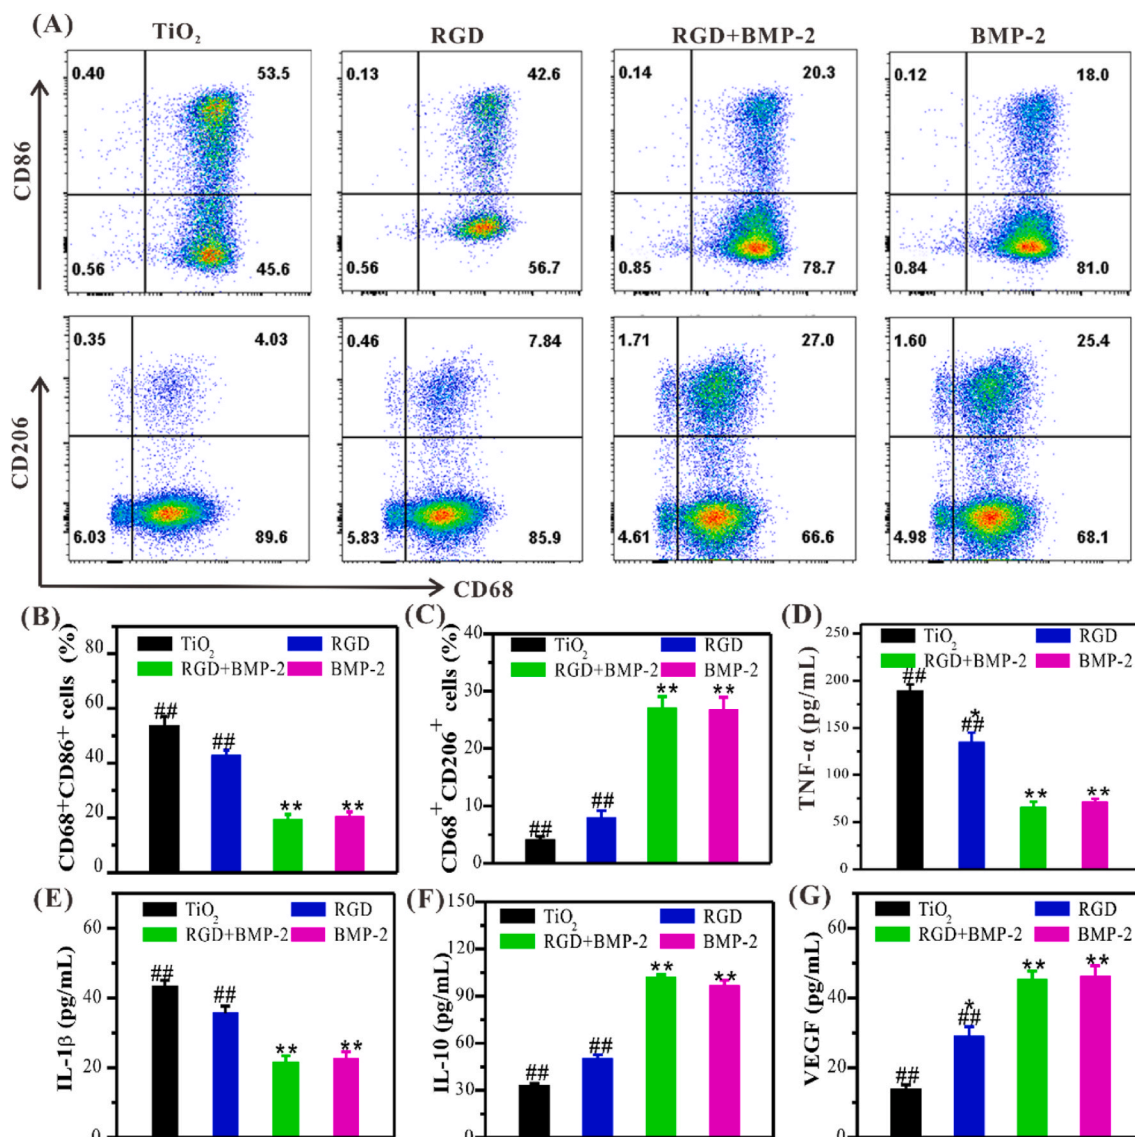 (A)
TiO2
RGD
RGD+BMP-2
BMP-2
CD86
0.40 53.5
0.56 45.6
0.13 42.6
0.56 56.7
0.14 20.3
0.85 78.7
0.12 18.0
0.84 81.0
CD206
0.35 4.03
6.03 89.6
0.46 7.84
5.83 85.9
1.71 27.0
4.61 66.6
1.60 25.4
4.98 68.1
CD68
(B)
CD68+CD86+ cells (%)
80
60
40
20
0
TiO2 RGD
RGD+BMP-2 BMP-2
## ## ** **
(C)
CD68+ CD206+ cells (%)
40
30
20
10
0
TiO2 RGD
RGD+BMP-2 BMP-2
## ## ** **
(D)
TNF-α (pg/mL)
250
200
150
100
50
0
TiO2 RGD
RGD+BMP-2 BMP-2
## *
## ** **
(E)
IL-1β (pg/mL)
60
40
20
0
TiO2 RGD
RGD+BMP-2 BMP-2
## ## ** **
(F)
IL-10 (pg/mL)
150
120
90
60
30
0
TiO2 RGD
RGD+BMP-2 BMP-2
## ## ** **
(G)
VEGF (pg/mL)
60
40
20
0
TiO2 RGD
RGD+BMP-2 BMP-2
## *
## ** **